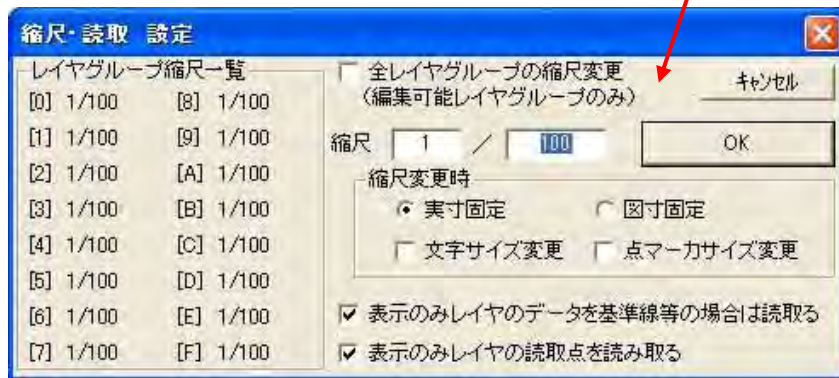 縮尺・読取 設定
レイヤグループ縮尺一覧
[0] 1/100 [8] 1/100
[1] 1/100 [9] 1/100
[2] 1/100 [A] 1/100
[3] 1/100 [B] 1/100
[4] 1/100 [C] 1/100
[5] 1/100 [D] 1/100
[6] 1/100 [E] 1/100
[7] 1/100 [F] 1/100
全レイヤグループの縮尺変更
(編集可能レイヤグループのみ)
キャンセル
縮尺 1 / 100
OK
縮尺変更時
実寸固定 図寸固定
文字サイズ変更 点マーカサイズ変更
表示のみレイヤのデータを基準線等の場合は読取る
表示のみレイヤの読取点を読み取る